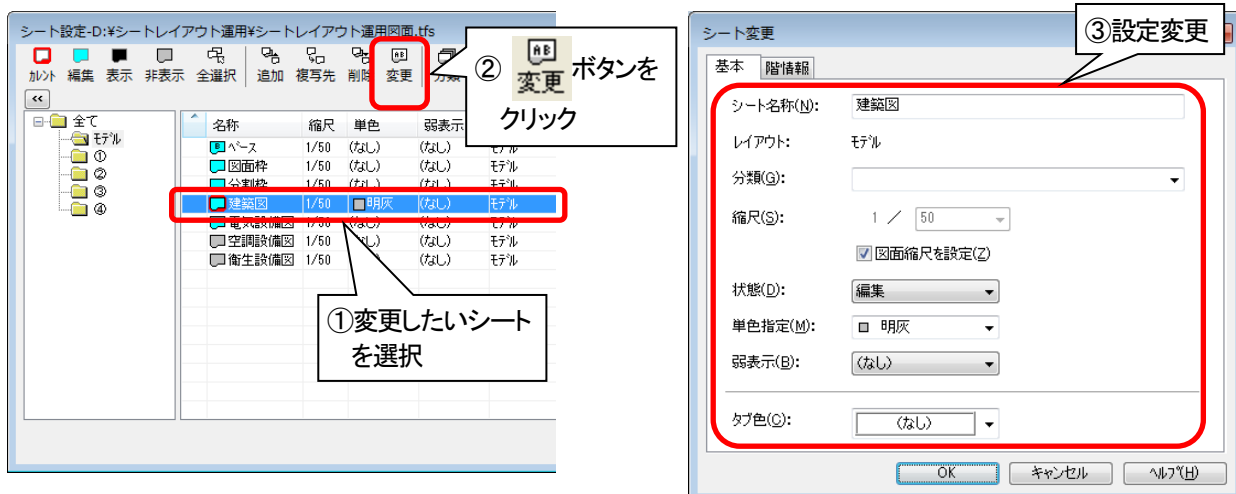 シート設定-D:¥シートレイアウト運用¥シートレイアウト運用図面.tfs
ｶﾚﾝﾄ 編集 表示 非表示 全選択 追加 複写先 削除 変更
<<
全て
ﾓﾃﾞﾙ
①
②
③
④
名称 縮尺 単色 弱表示
ﾍﾞｰｽ 1/50 (なし) (なし) ﾓﾃﾞﾙ
図面枠 1/50 (なし) (なし) ﾓﾃﾞﾙ
分割枠 1/50 (なし) (なし) ﾓﾃﾞﾙ
建築図 1/50 明灰 (なし) ﾓﾃﾞﾙ
電気設備図 1/50 (なし) (なし) ﾓﾃﾞﾙ
空調設備図 1/50 (なし) (なし) ﾓﾃﾞﾙ
衛生設備図 1/50 (なし) ﾓﾃﾞﾙ
② AB 変更 ボタンを
クリック
①変更したいシート
を選択
シート変更
③設定変更
基本 階情報
シート名称(N): 建築図
レイアウト: ﾓﾃﾞﾙ
分類(G):
縮尺(S): 1 ／ 50
図面縮尺を設定(Z)
状態(D): 編集
単色指定(M): 明灰
弱表示(B): (なし)
タブ色(C): (なし)
OK キャンセル ﾍﾙﾌﾟ(H)